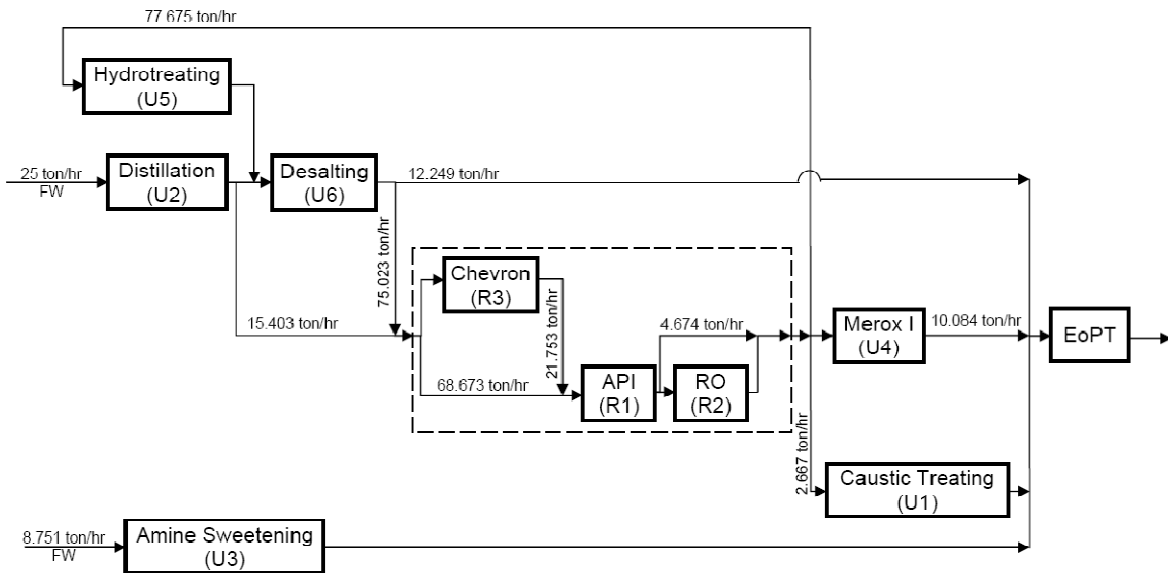 77.675 ton/hr
Hydrotreating
(U5)
25 ton/hr
FW
Distillation
(U2)
Desalting
(U6)
12.249 ton/hr
75.023 ton/hr
15.403 ton/hr
Chevron
(R3)
21.753 ton/hr
68.673 ton/hr
API
(R1)
4.674 ton/hr
RO
(R2)
Merox I
(U4)
10.084 ton/hr
EoPT
2.667 ton/hr
Caustic Treating
(U1)
8.751 ton/hr
FW
Amine Sweetening
(U3)